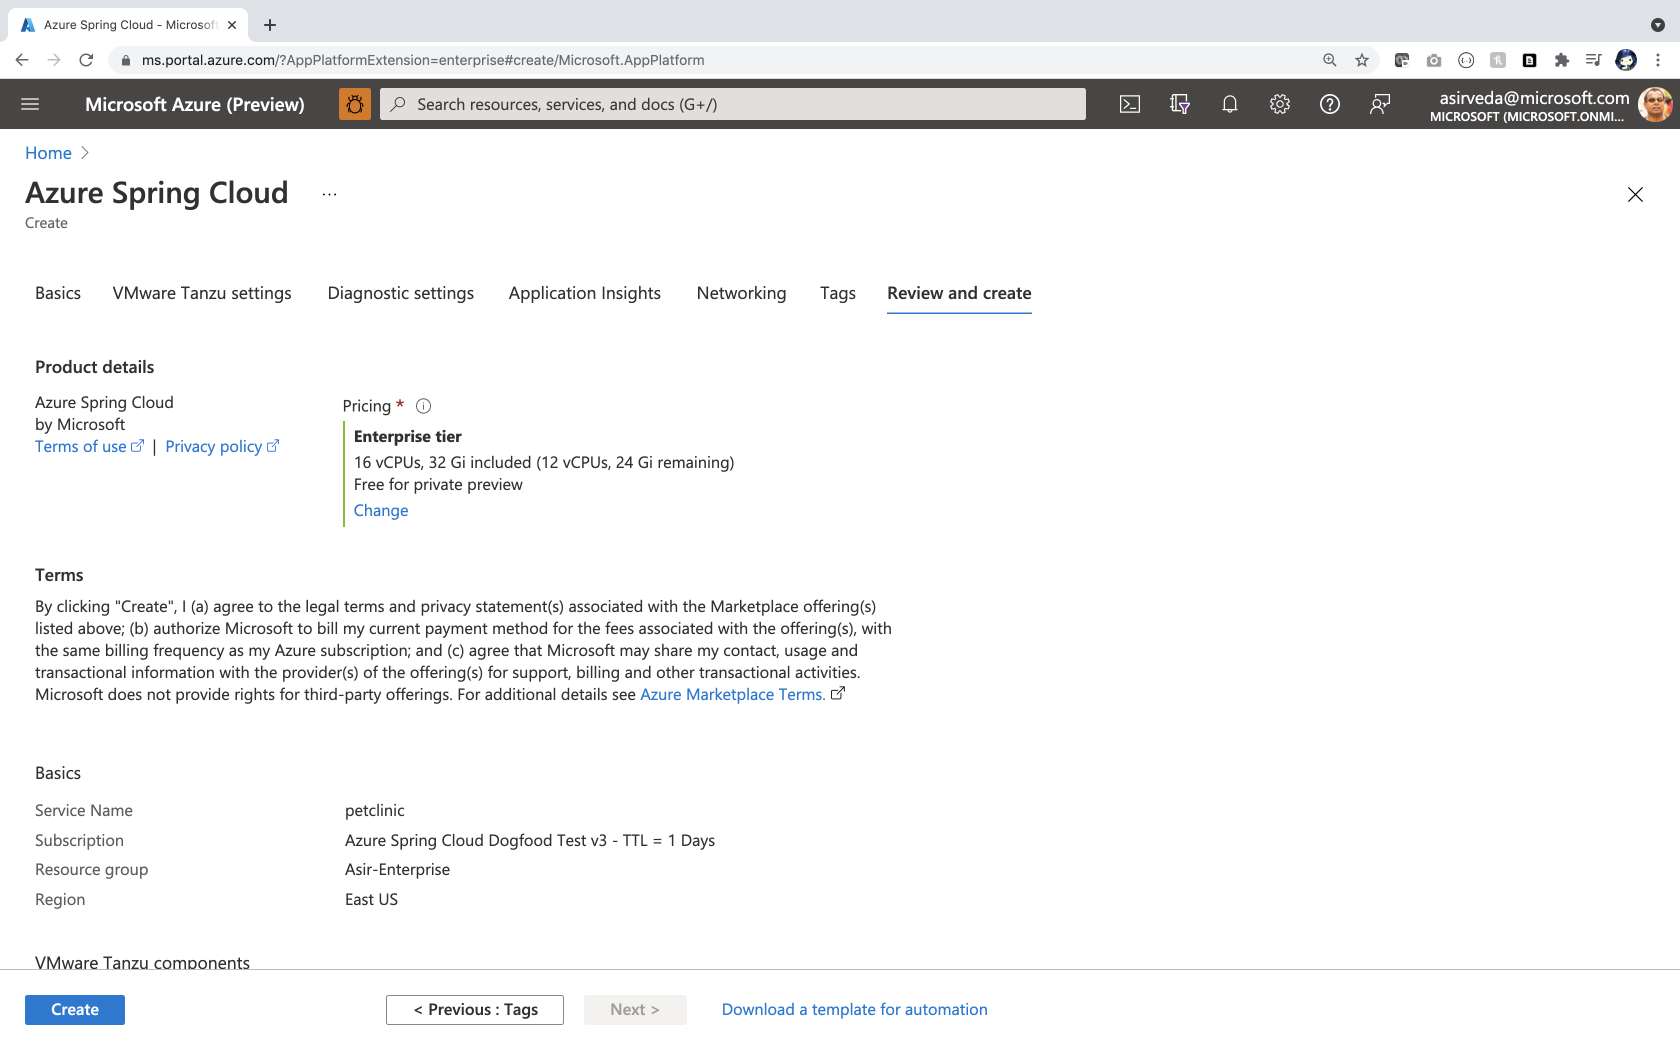 Azure Spring Cloud - Microsoft
ms.portal.azure.com/?AppPlatformExtension=enterprise#create/Microsoft.AppPlatform
Microsoft Azure (Preview)
Search resources, services, and docs (G+/)
asirveda@microsoft.com
MICROSOFT (MICROSOFT.ONMI...
Home
Azure Spring Cloud ...
Create
Basics VMware Tanzu settings Diagnostic settings Application Insights Networking Tags Review and create
Product details
Azure Spring Cloud
by Microsoft
Terms of use | Privacy policy
Pricing *
Enterprise tier
16 vCPUs, 32 Gi included (12 vCPUs, 24 Gi remaining)
Free for private preview
Change
Terms
By clicking "Create", I (a) agree to the legal terms and privacy statement(s) associated with the Marketplace offering(s)
listed above; (b) authorize Microsoft to bill my current payment method for the fees associated with the offering(s), with
the same billing frequency as my Azure subscription; and (c) agree that Microsoft may share my contact, usage and
transactional information with the provider(s) of the offering(s) for support, billing and other transactional activities.
Microsoft does not provide rights for third-party offerings. For additional details see Azure Marketplace Terms.
Basics
Service Name petclinic
Subscription Azure Spring Cloud Dogfood Test v3 - TTL = 1 Days
Resource group Asir-Enterprise
Region East US
VMware Tanzu components
Create < Previous : Tags Next > Download a template for automation